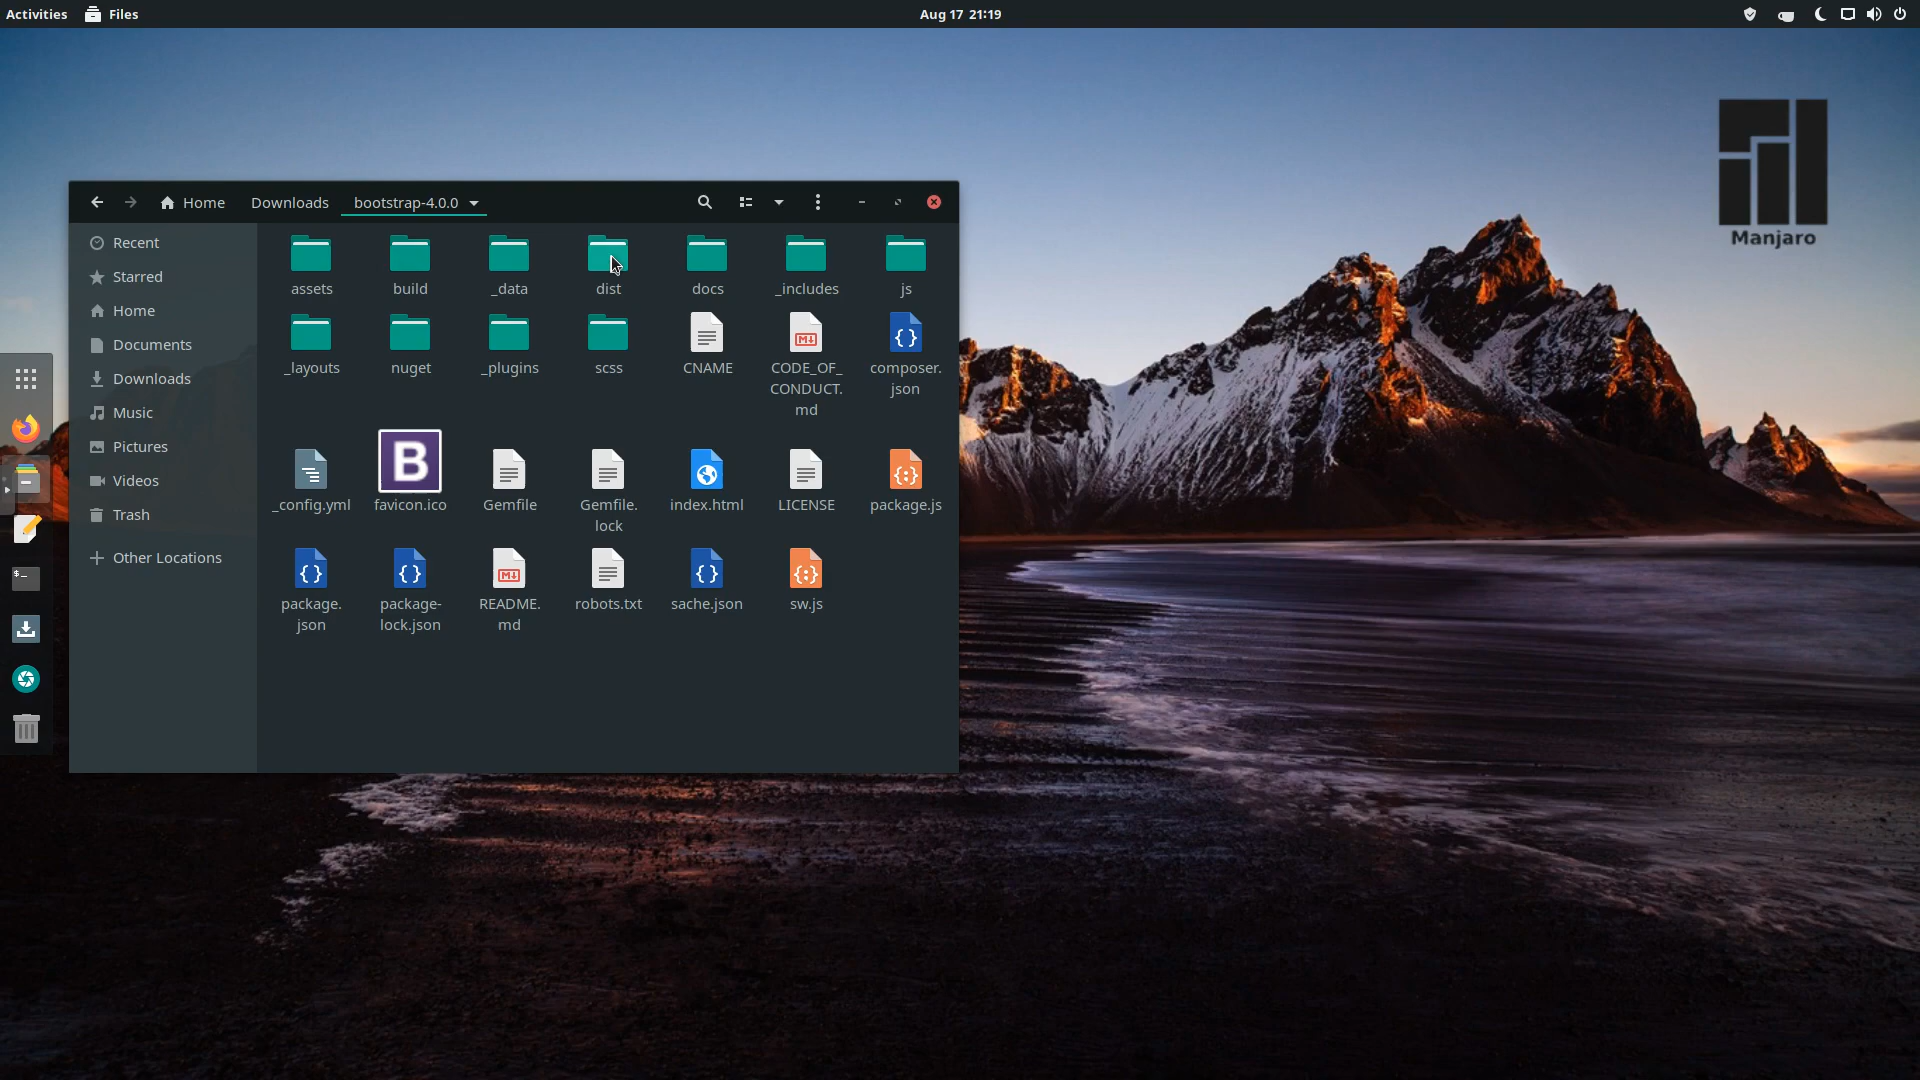 Activities Files Aug 17 21:19
Manjaro
Home Downloads bootstrap-4.0.0
Recent
Starred
Home
Documents
Downloads
Music
Pictures
Videos
Trash
Other Locations
assets build _data dist docs _includes js
_layouts nuget _plugins scss CNAME CODE_OF_ composer.
CONDUCT. json
md
B
_config.yml favicon.ico Gemfile Gemfile. index.html LICENSE package.js
lock
package. package- README. robots.txt sache.json sw.js
json lock.json md